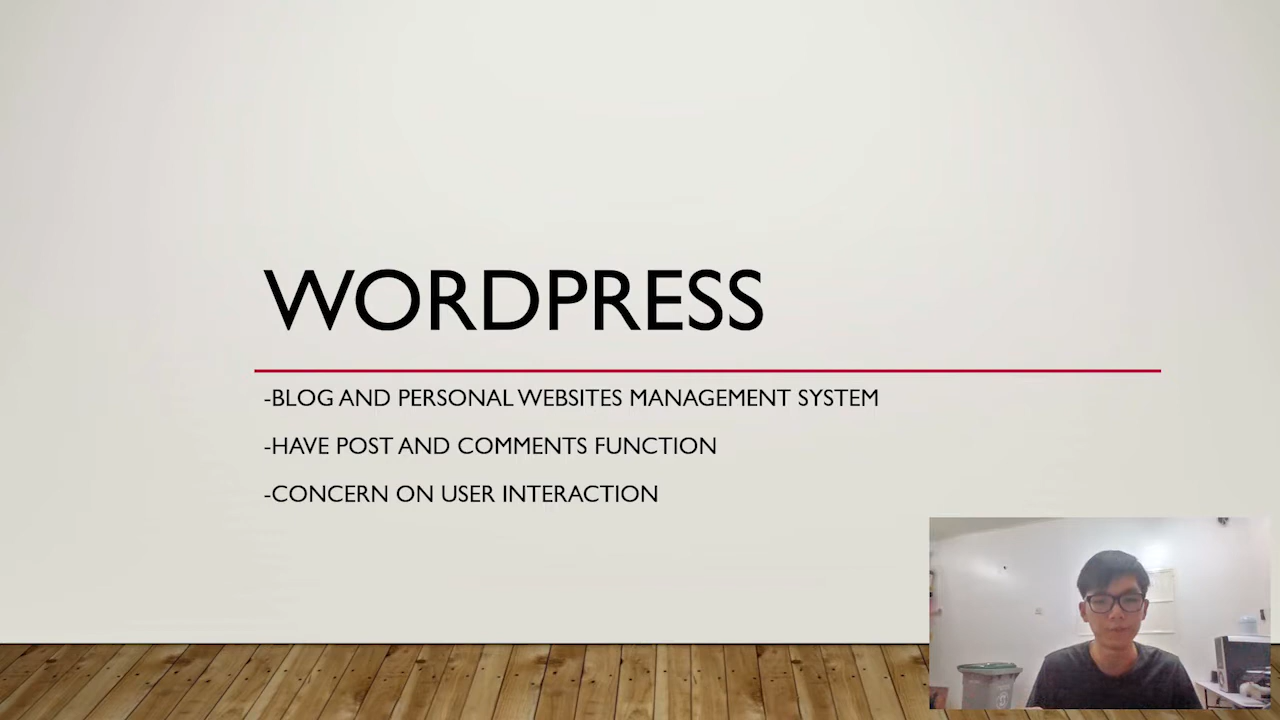 WORDPRESS
-BLOG AND PERSONAL WEBSITES MANAGEMENT SYSTEM
-HAVE POST AND COMMENTS FUNCTION
-CONCERN ON USER INTERACTION